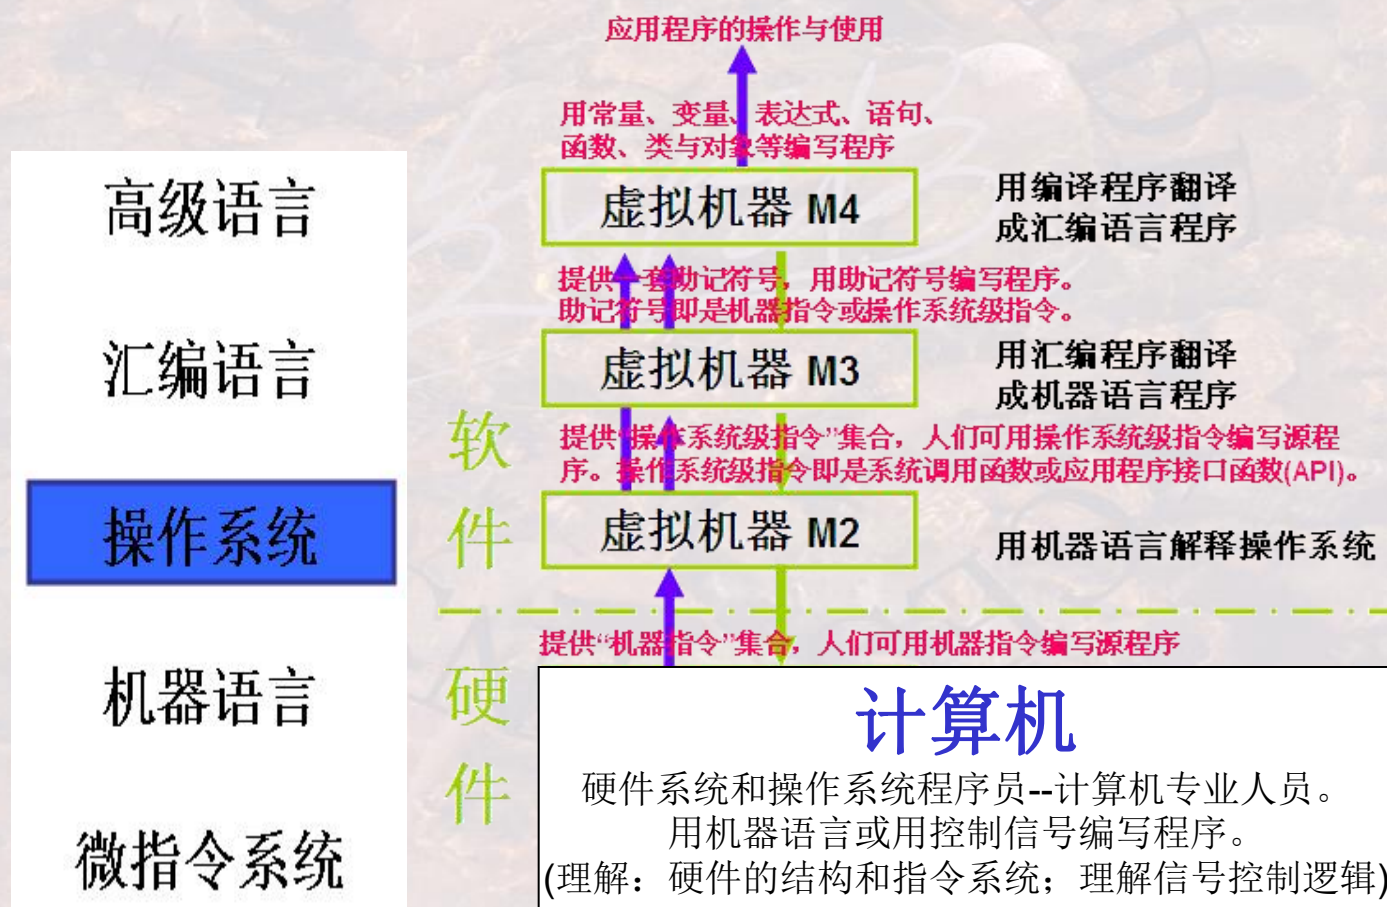 应用程序的操作与使用
用常量、变量、表达式、语句、
函数、类与对象等编写程序
高级语言
虚拟机器 M4
用编译程序翻译
成汇编语言程序
提供一套助记符号，用助记符号编写程序。
助记符号即是机器指令或操作系统级指令。
汇编语言
虚拟机器 M3
用汇编程序翻译
成机器语言程序
软
件
提供“操作系统级指令”集合，人们可用操作系统级指令编写源程
序。操作系统级指令即是系统调用函数或应用程序接口函数(API)。
操作系统
虚拟机器 M2
用机器语言解释操作系统
提供“机器指令”集合，人们可用机器指令编写源程序
机器语言
硬
件
计算机
硬件系统和操作系统程序员--计算机专业人员。
用机器语言或用控制信号编写程序。
(理解：硬件的结构和指令系统；理解信号控制逻辑)
微指令系统